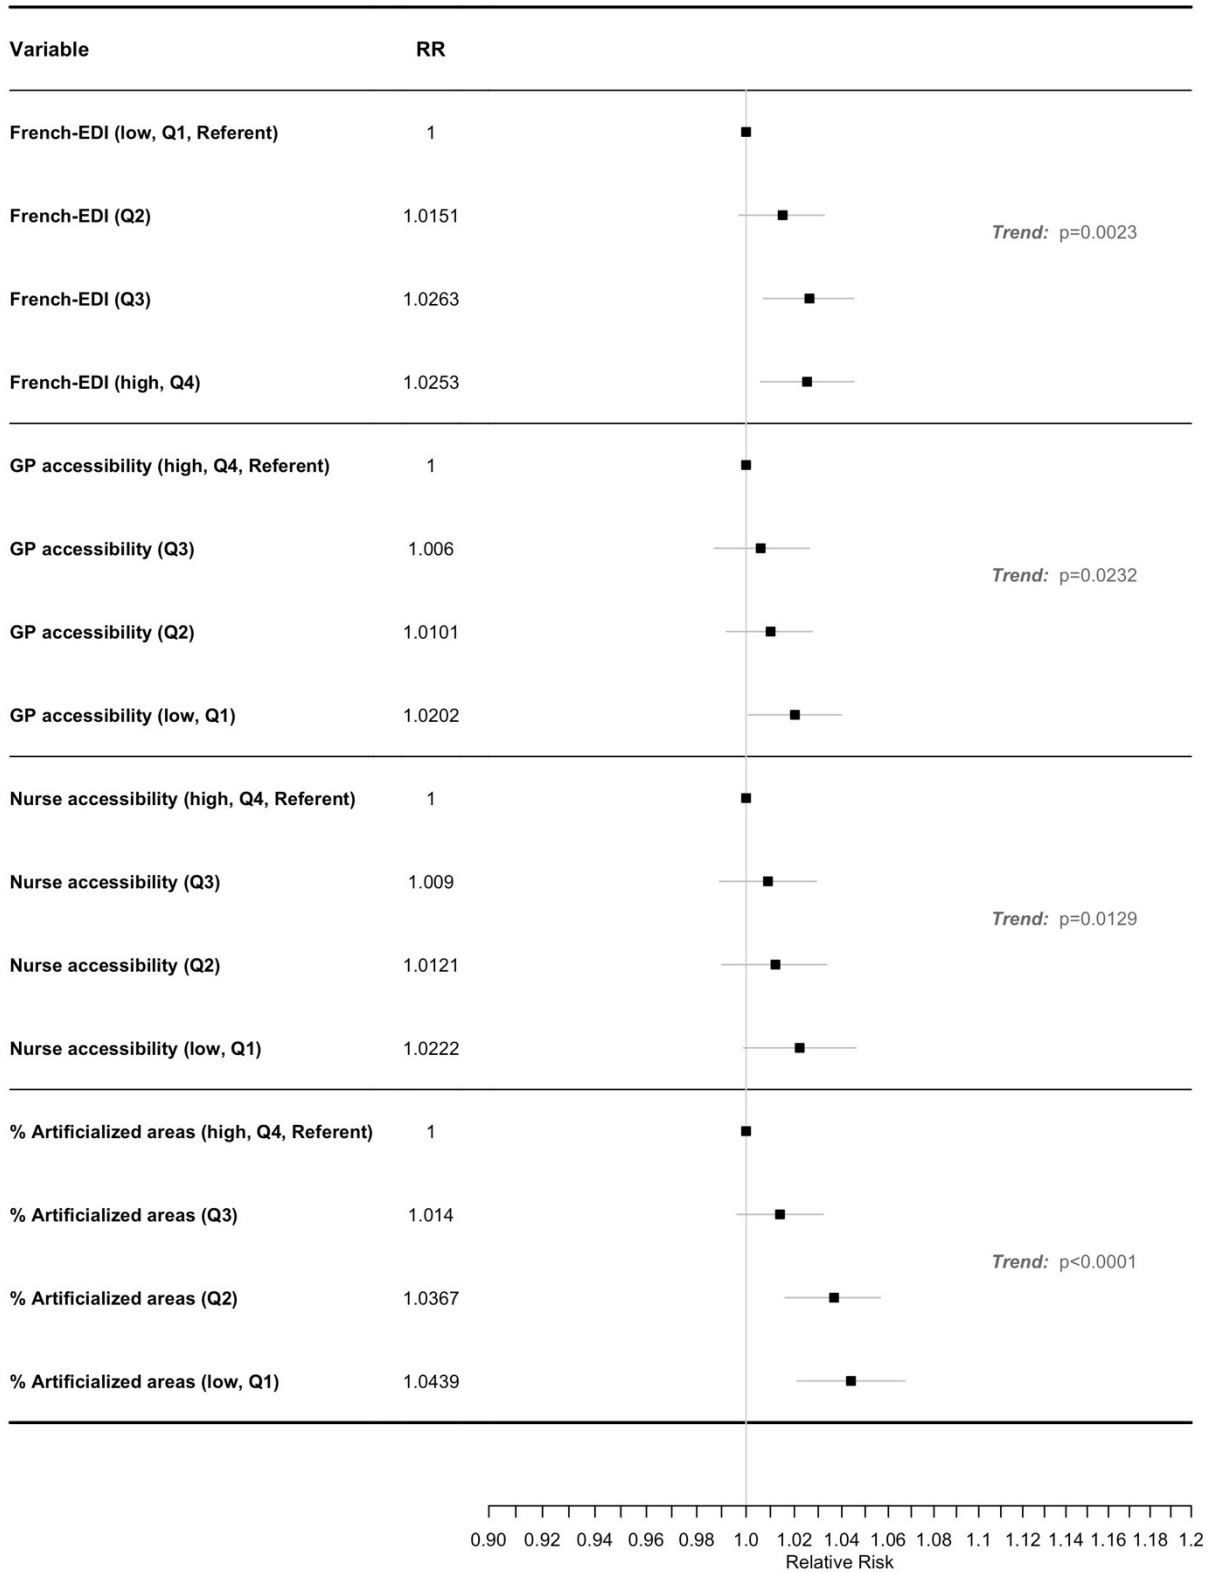 Variable RR
French-EDI (low, Q1, Referent) 1
French-EDI (Q2) 1.0151
Trend: p=0.0023
French-EDI (Q3) 1.0263
French-EDI (high, Q4) 1.0253
GP accessibility (high, Q4, Referent) 1
GP accessibility (Q3) 1.006
Trend: p=0.0232
GP accessibility (Q2) 1.0101
GP accessibility (low, Q1) 1.0202
Nurse accessibility (high, Q4, Referent) 1
Nurse accessibility (Q3) 1.009
Trend: p=0.0129
Nurse accessibility (Q2) 1.0121
Nurse accessibility (low, Q1) 1.0222
% Artificialized areas (high, Q4, Referent) 1
% Artificialized areas (Q3) 1.014
Trend: p<0.0001
% Artificialized areas (Q2) 1.0367
% Artificialized areas (low, Q1) 1.0439
0.90 0.92 0.94 0.96 0.98 1.0 1.02 1.04 1.06 1.08 1.1 1.12 1.14 1.16 1.18 1.2
Relative Risk